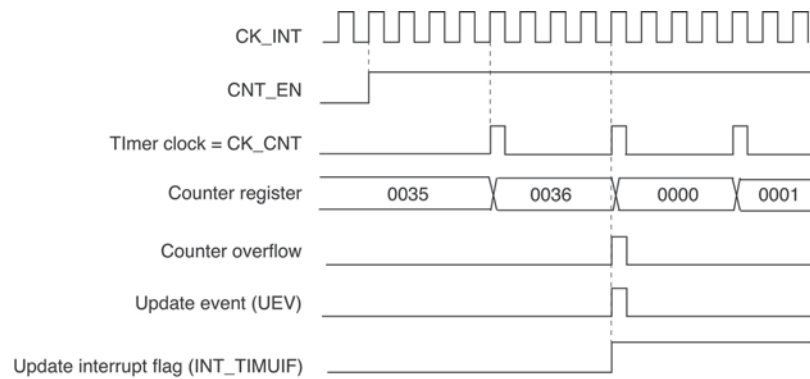 CK_INT
CNT_EN
TImer clock = CK_CNT
Counter register 0035 0036 0000 0001
Counter overflow
Update event (UEV)
Update interrupt flag (INT_TIMUIF)